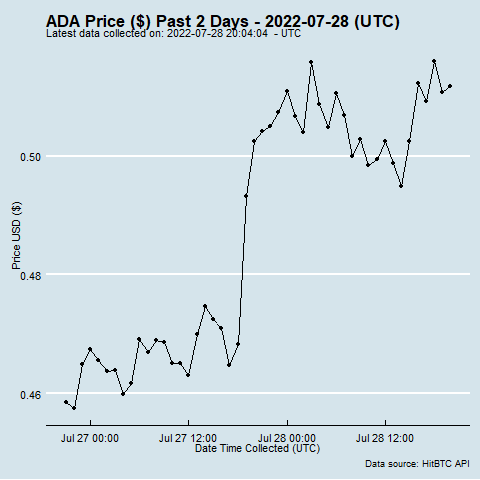 ADA Price ($) Past 2 Days - 2022-07-28 (UTC)
Latest data collected on: 2022-07-28 20:04:04  - UTC
Price USD ($)
0.50
0.48
0.46
Jul 27 00:00
Jul 27 12:00
Jul 28 00:00
Jul 28 12:00
Date Time Collected (UTC)
Data source: HitBTC API